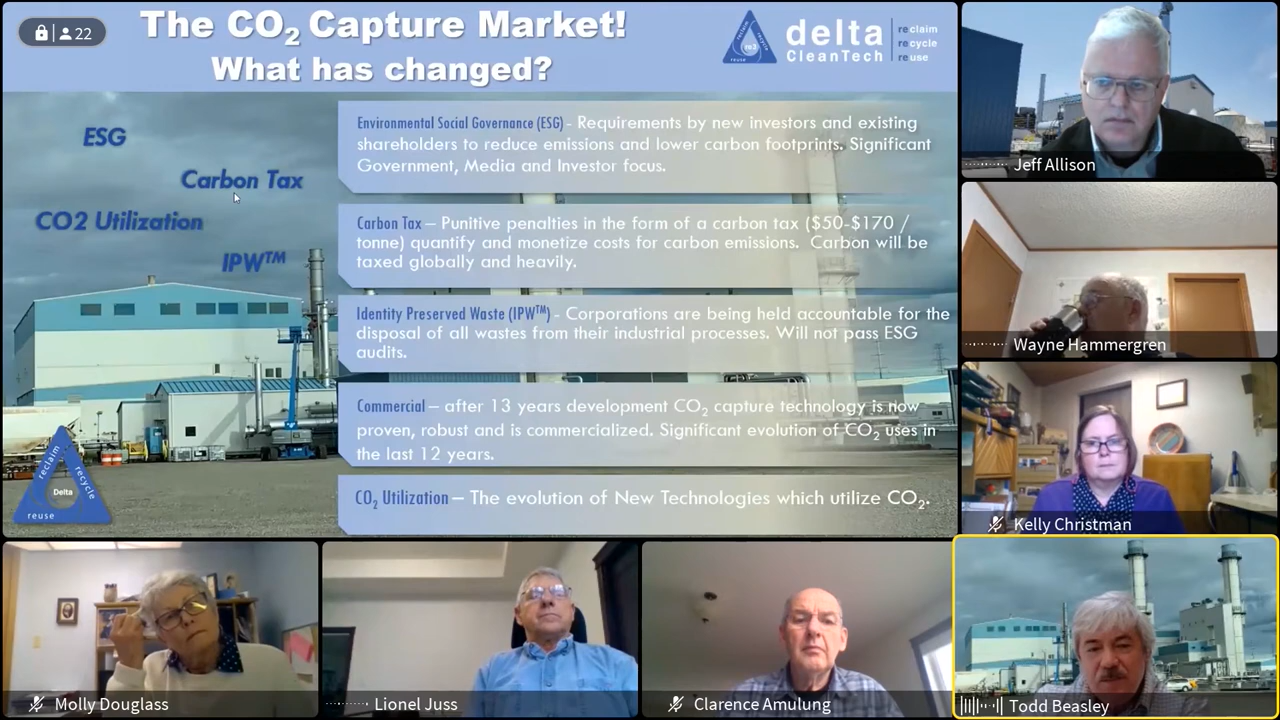 22
The CO₂ Capture Market!
What has changed?
reuse
reclaim
recycle
re3
delta
CleanTech
reclaim
recycle
reuse
ESG
Carbon Tax
CO2 Utilization
IPW™
Environmental Social Governance (ESG) - Requirements by new investors and existing
shareholders to reduce emissions and lower carbon footprints. Significant
Government, Media and Investor focus.
Carbon Tax – Punitive penalties in the form of a carbon tax ($50-$170 /
tonne) quantify and monetize costs for carbon emissions. Carbon will be
taxed globally and heavily.
Identity Preserved Waste (IPW™) - Corporations are being held accountable for the
disposal of all wastes from their industrial processes. Will not pass ESG
audits.
Commercial – after 13 years development CO₂ capture technology is now
proven, robust and is commercialized. Significant evolution of CO₂ uses in
the last 12 years.
CO₂ Utilization – The evolution of New Technologies which utilize CO₂.
reclaim
recycle
Delta
reuse
Jeff Allison
Wayne Hammergren
Kelly Christman
Molly Douglass
Lionel Juss
Clarence Amulung
Todd Beasley